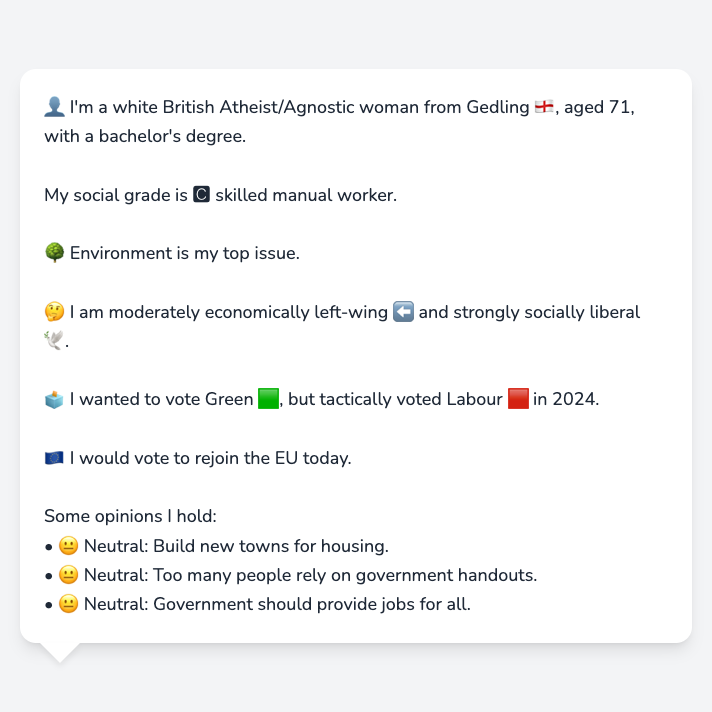 👤 I'm a white British Atheist/Agnostic woman from Gedling 🏴󠁧󠁢󠁥󠁮󠁧󠁿, aged 71,
with a bachelor's degree.
My social grade is 🅲 skilled manual worker.
🌳 Environment is my top issue.
🤔 I am moderately economically left-wing ⬅️ and strongly socially liberal
🕊️.
🗳️ I wanted to vote Green 🟩, but tactically voted Labour 🟥 in 2024.
🇪🇺 I would vote to rejoin the EU today.
Some opinions I hold:
• 😐 Neutral: Build new towns for housing.
• 😐 Neutral: Too many people rely on government handouts.
• 😐 Neutral: Government should provide jobs for all.